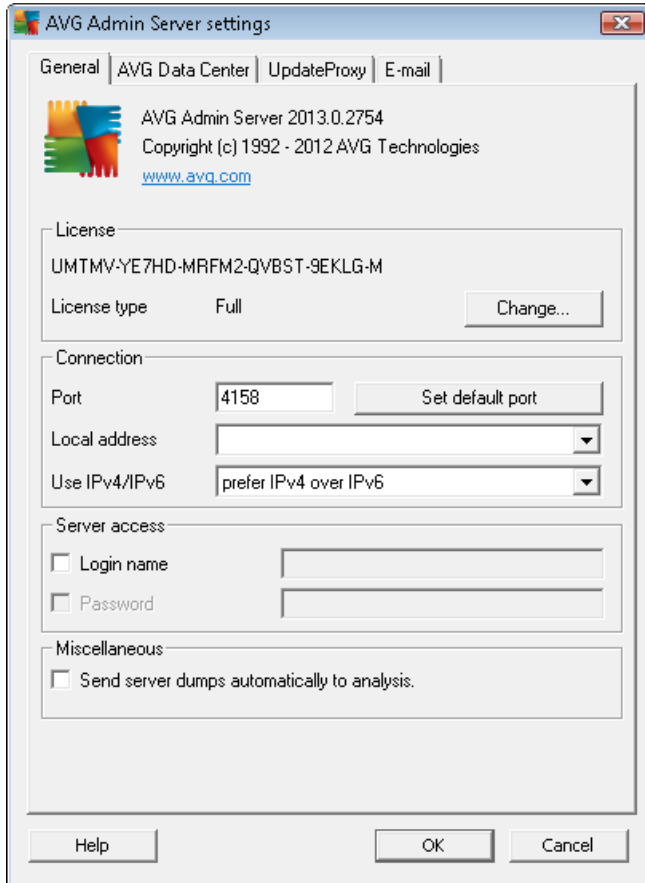 AVG Admin Server settings
General AVG Data Center UpdateProxy E-mail
AVG Admin Server 2013.0.2754
Copyright (c) 1992 - 2012 AVG Technologies
www.avg.com
License
UMTMV-YE7HD-MRFM2-QVBST-9EKLG-M
License type Full Change...
Connection
Port 4158 Set default port
Local address
Use IPv4/IPv6 prefer IPv4 over IPv6
Server access
Login name
Password
Miscellaneous
Send server dumps automatically to analysis.
Help OK Cancel